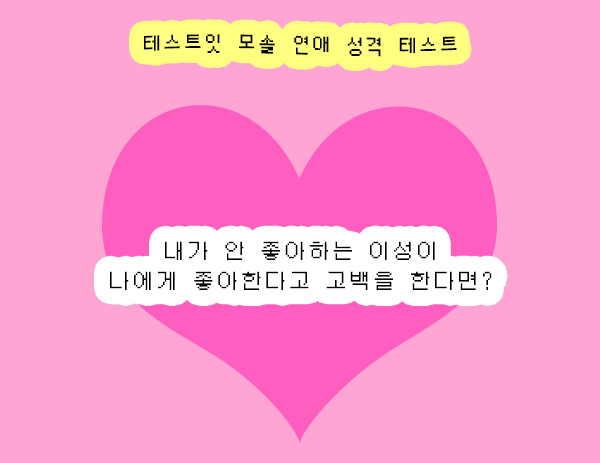 테스트잇 모솔 연애 성격 테스트
내가 안 좋아하는 이성이
나에게 좋아한다고 고백을 한다면?